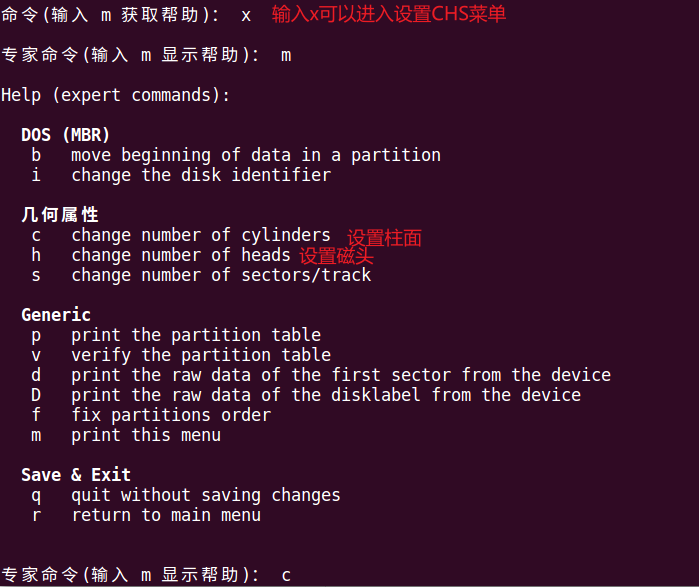 命令(输入 m 获取帮助)： x 输入x可以进入设置CHS菜单
专家命令(输入 m 显示帮助)： m
Help (expert commands):
DOS (MBR)
b move beginning of data in a partition
i change the disk identifier
几何属性
c change number of cylinders 设置柱面
h change number of heads 设置磁头
s change number of sectors/track
Generic
p print the partition table
v verify the partition table
d print the raw data of the first sector from the device
D print the raw data of the disklabel from the device
f fix partitions order
m print this menu
Save & Exit
q quit without saving changes
r return to main menu
专家命令(输入 m 显示帮助)： c